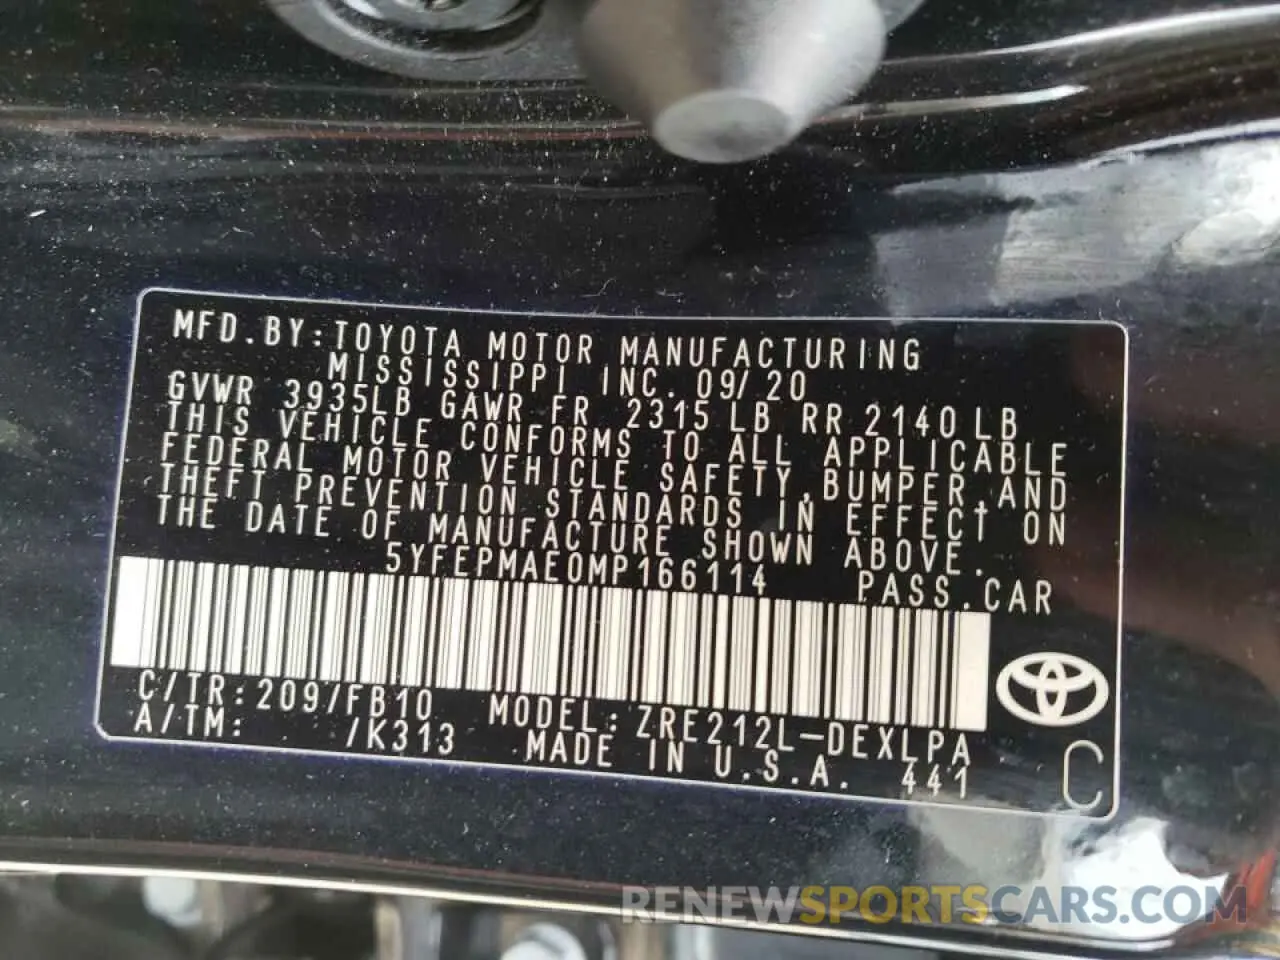 MFD.BY:TOYOTA MOTOR MANUFACTURING
MISSISSIPPI INC. 09/20
GVWR 3935LB GAWR FR 2315 LB RR 2140 LB
THIS VEHICLE CONFORMS TO ALL APPLICABLE
FEDERAL MOTOR VEHICLE SAFETY,BUMPER,AND
THEFT PREVENTION STANDARDS IN EFFECT ON
THE DATE OF MANUFACTURE SHOWN ABOVE.
5YFEPMAE0MP166114 PASS.CAR
C/TR:209/FB10 MODEL:ZRE212L-DEXLPA
A/TM: /K313 MADE IN U.S.A. 441
C
RENEWSPORTSCARS.COM